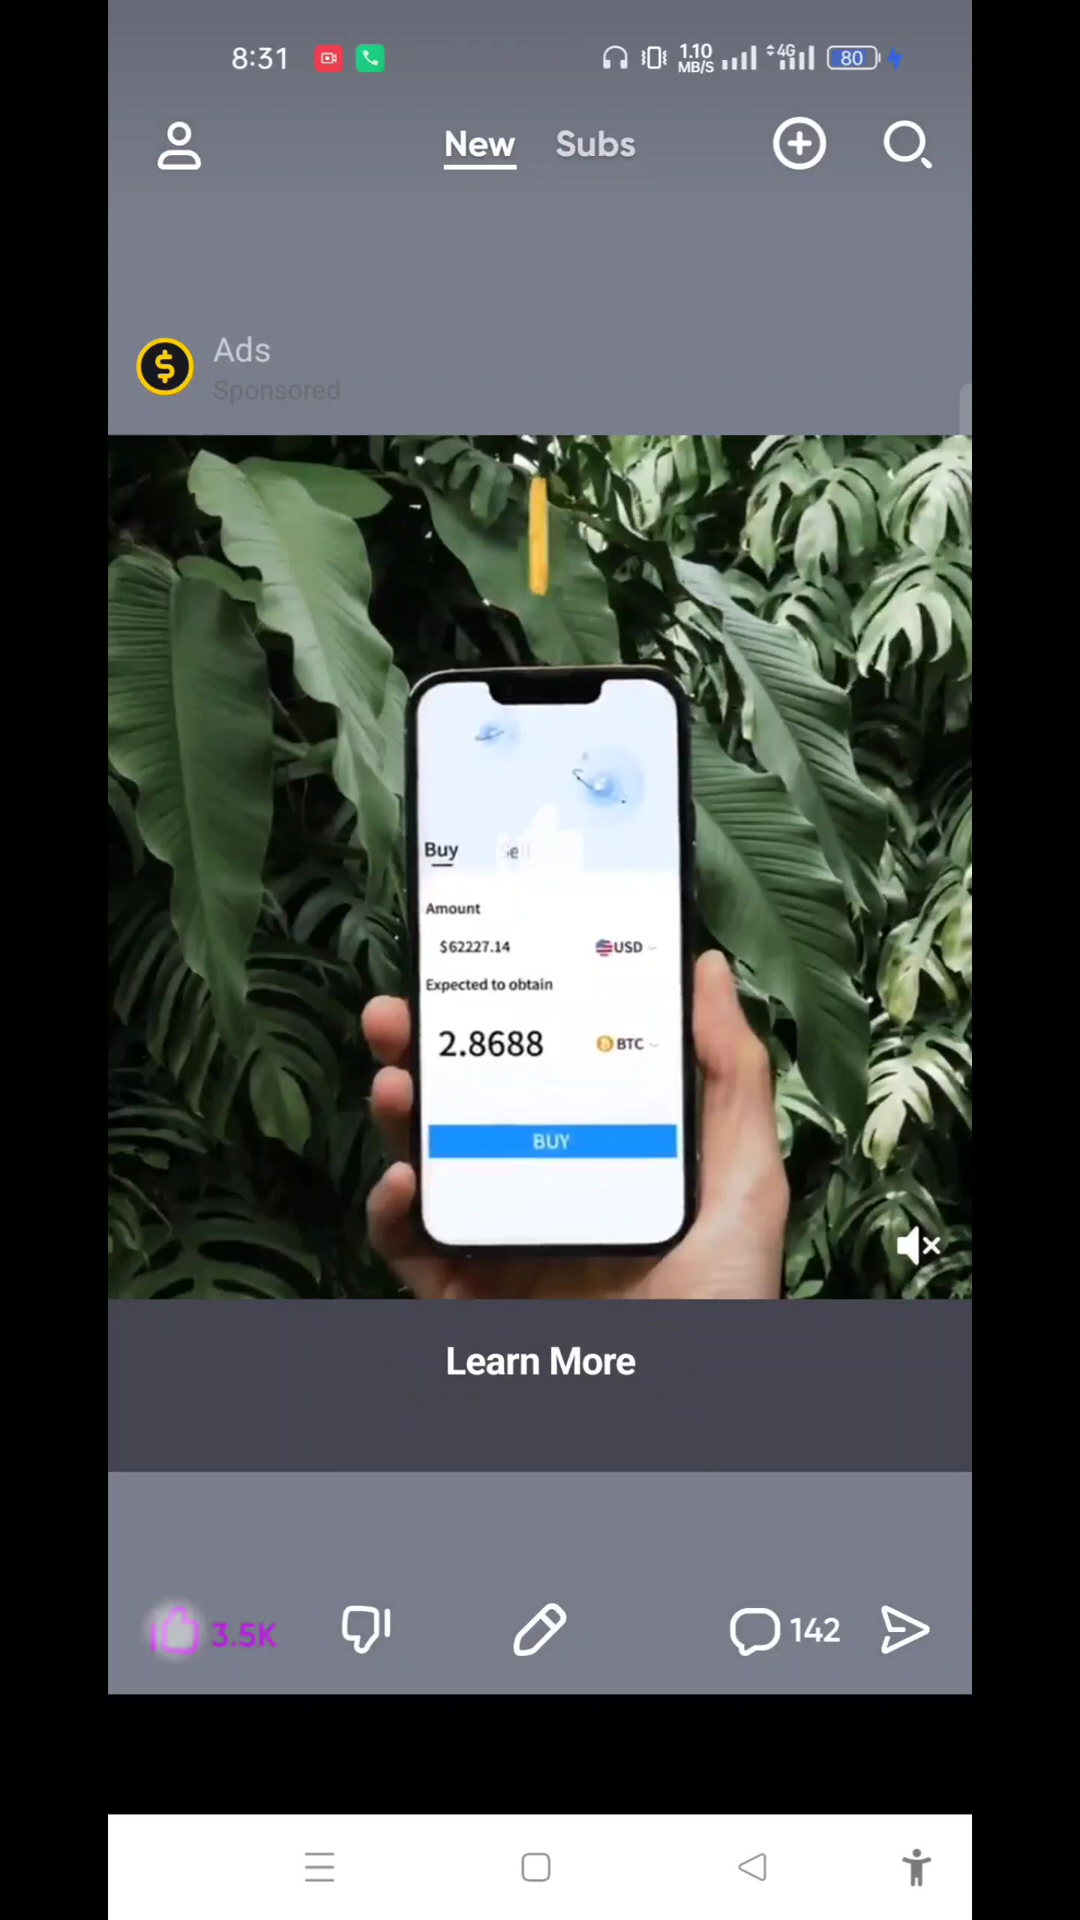 8:31
1.10
MB/S
4G
80
New Subs
Ads
Sponsored
Buy Sell
Amount
$62227.14 USD
Expected to obtain
2.8688 BTC
BUY
Learn More
3.5K 142